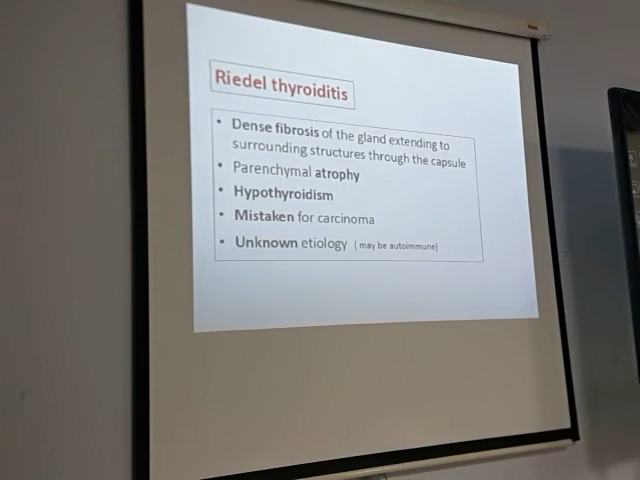 Riedel thyroiditis
• Dense fibrosis of the gland extending to
surrounding structures through the capsule
• Parenchymal atrophy
• Hypothyroidism
• Mistaken for carcinoma
• Unknown etiology ( may be autoimmune)